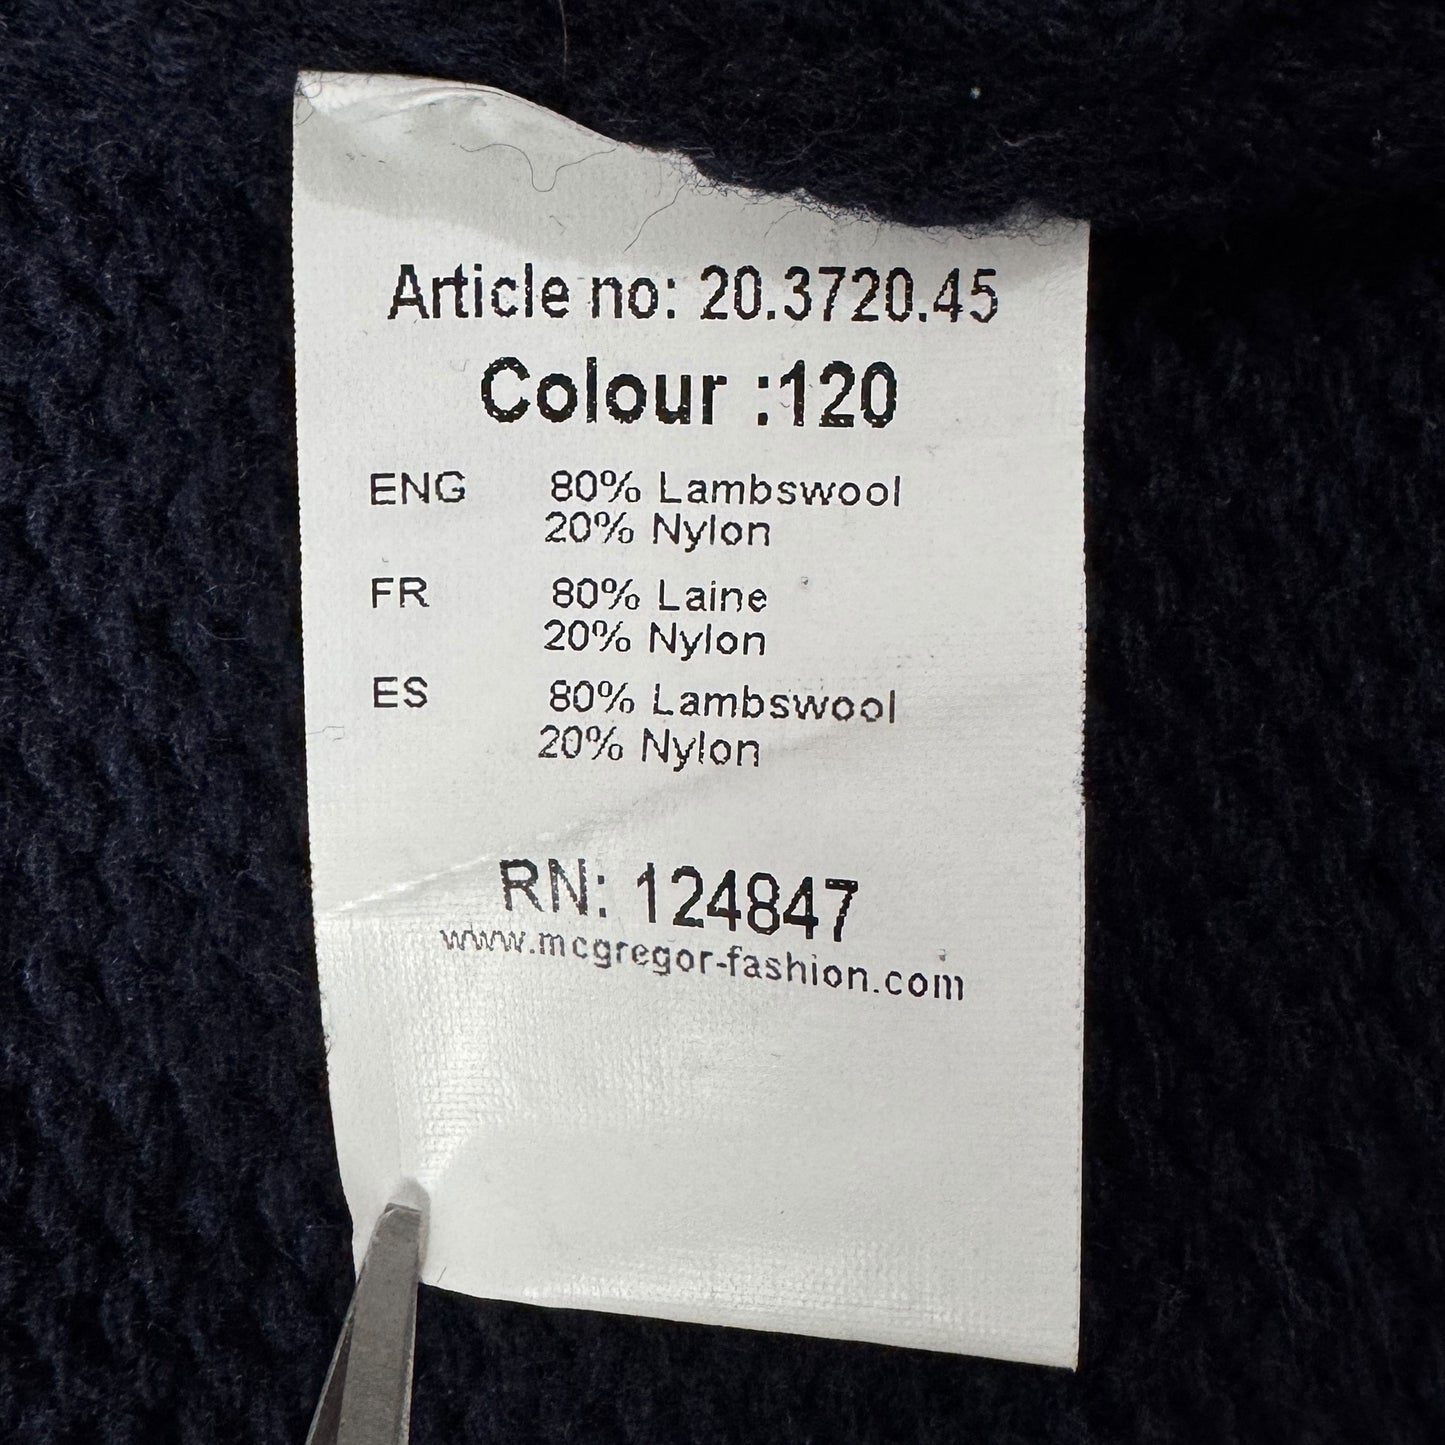 Article no: 20.3720.45
Colour :120
ENG 80% Lambswool
20% Nylon
FR 80% Laine
20% Nylon
ES 80% Lambswool
20% Nylon
RN: 124847
www.mcgregor-fashion.com